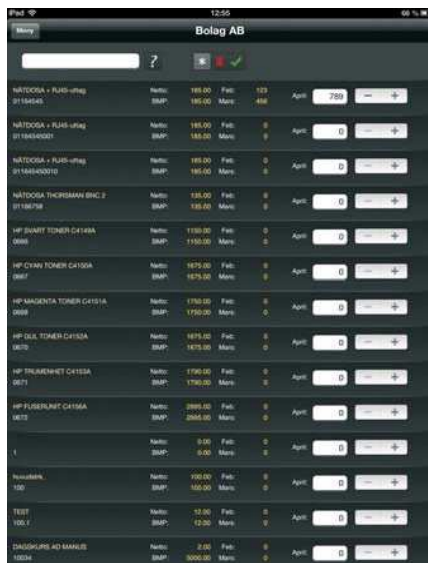 iPad 12:55 66 %
Meny Bolag AB
?
NÄTDOSA + RJ45-uttag Netto: 185.00 Feb: 123 April: 789 − +
01184545 BMP: 185.00 Mars: 456
NÄTDOSA + RJ45-uttag Netto: 185.00 Feb: 0 April: 0 − +
01184545001 BMP: 185.00 Mars: 0
NÄTDOSA + RJ45-uttag Netto: 185.00 Feb: 0 April: 0 − +
011845450010 BMP: 185.00 Mars: 0
NÄTDOSA THORSMAN BNC 2 Netto: 135.00 Feb: 0 April: 0 − +
01186758 BMP: 135.00 Mars: 0
HP SVART TONER C4149A Netto: 1150.00 Feb: 0 April: 0 − +
0666 BMP: 1150.00 Mars: 0
HP CYAN TONER C4150A Netto: 1675.00 Feb: 0 April: 0 − +
0667 BMP: 1675.00 Mars: 0
HP MAGENTA TONER C4151A Netto: 1750.00 Feb: 0 April: 0 − +
0668 BMP: 1750.00 Mars: 0
HP GUL TONER C4152A Netto: 1675.00 Feb: 0 April: 0 − +
0670 BMP: 1675.00 Mars: 0
HP TRUMENHET C4153A Netto: 1790.00 Feb: 0 April: 0 − +
0671 BMP: 1790.00 Mars: 0
HP FUSERUNIT C4156A Netto: 2895.00 Feb: 0 April: 0 − +
0672 BMP: 2895.00 Mars: 0
Netto: 0.00 Feb: 0 April: 0 − +
1 BMP: 0.00 Mars: 0
Netto: 100.00 Feb: 0 April: 0 − +
100 BMP: 100.00 Mars: 0
TEST Netto: 12.00 Feb: 0 April: 0 − +
100.1 BMP: 12.00 Mars: 0
DAGSKURS AD MANUS Netto: 2.00 Feb: 0 April: 0 − +
10034 BMP: 5000.00 Mars: 0